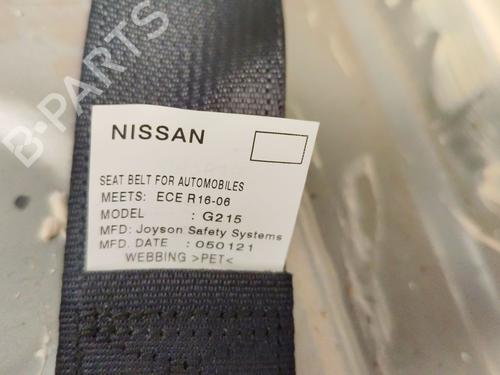 B-PARTS
NISSAN
SEAT BELT FOR AUTOMOBILES
MEETS: ECE R16-06
MODEL : G215
MFD: Joyson Safety Systems
MFD. DATE : 050121
WEBBING >PET<